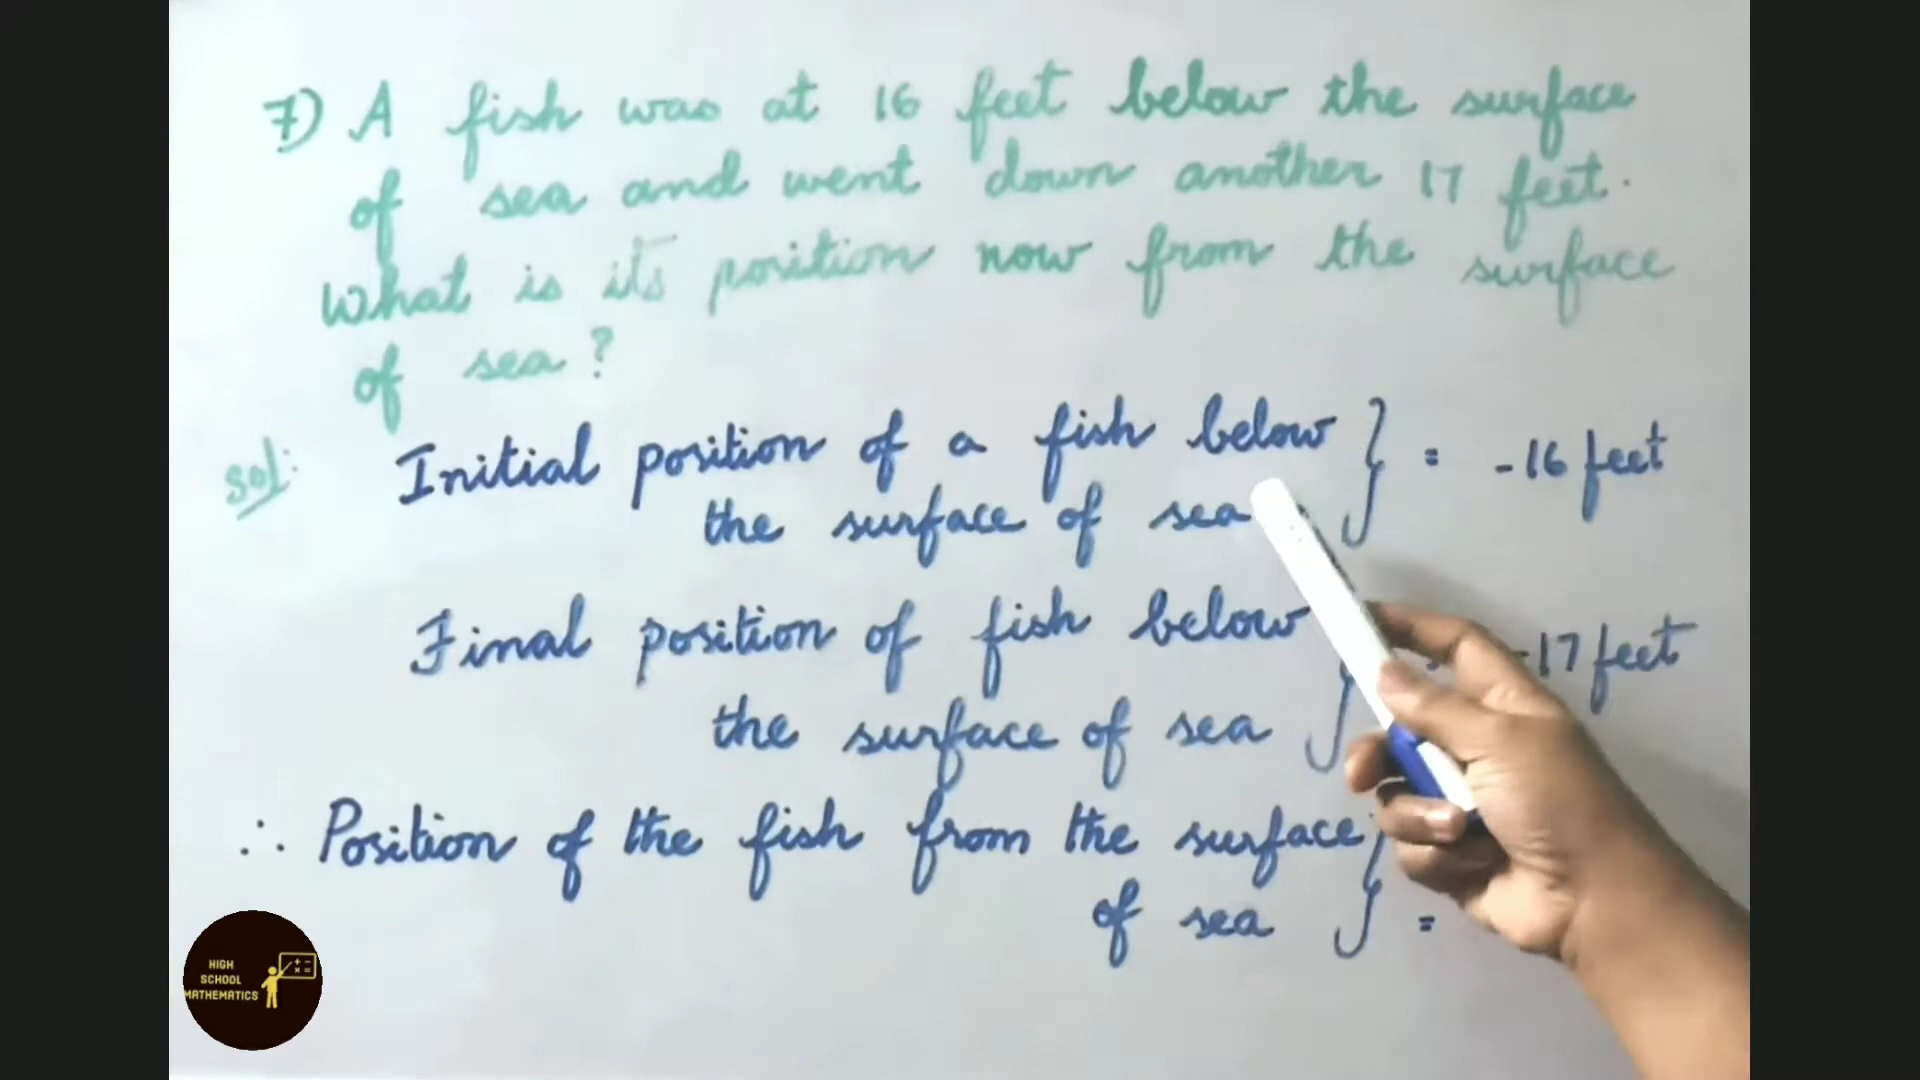 7) A fish was at 16 feet below the surface
of sea and went down another 17 feet.
What is its position now from the surface
of sea?
Sol:
Initial position of a fish below } = -16 feet
the surface of sea
Final position of fish below } -17 feet
the surface of sea
∴ Position of the fish from the surface }
of sea =
HIGH
SCHOOL
MATHEMATICS